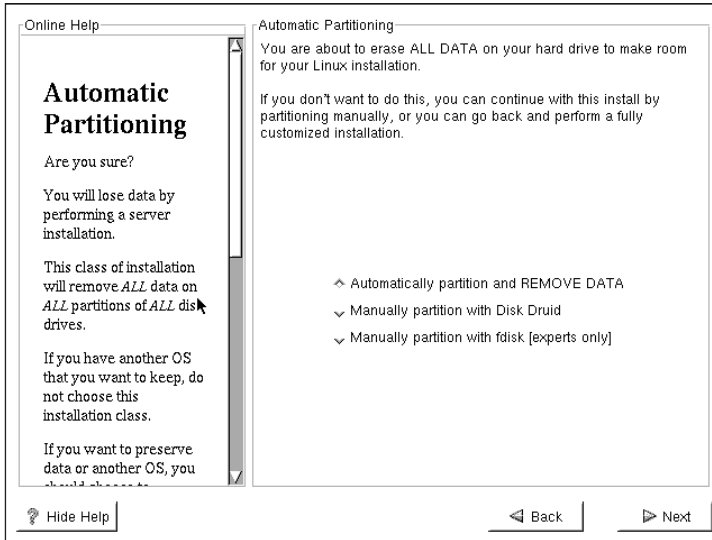 Online Help
Automatic
Partitioning
Are you sure?
You will lose data by
performing a server
installation.
This class of installation
will remove ALL data on
ALL partitions of ALL disk
drives.
If you have another OS
that you want to keep, do
not choose this
installation class.
If you want to preserve
data or another OS, you
should choose to
Automatic Partitioning
You are about to erase ALL DATA on your hard drive to make room
for your Linux installation.
If you don't want to do this, you can continue with this install by
partitioning manually, or you can go back and perform a fully
customized installation.
Automatically partition and REMOVE DATA
Manually partition with Disk Druid
Manually partition with fdisk [experts only]
Hide Help
Back
Next